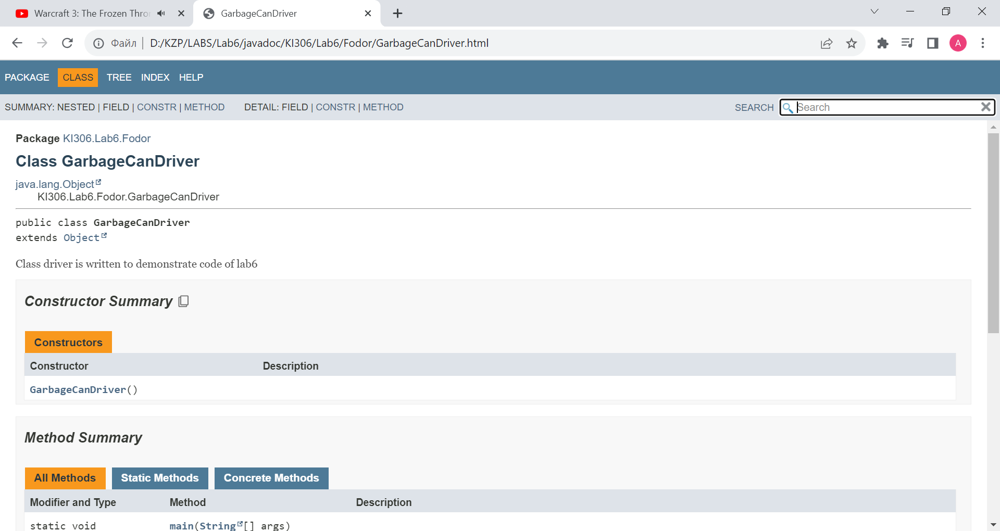 Warcraft 3: The Frozen Thro
GarbageCanDriver
Файл
D:/KZP/LABS/Lab6/javadoc/KI306/Lab6/Fodor/GarbageCanDriver.html
A
PACKAGE CLASS TREE INDEX HELP
SUMMARY: NESTED | FIELD | CONSTR | METHOD DETAIL: FIELD | CONSTR | METHOD
SEARCH Search
Package KI306.Lab6.Fodor
Class GarbageCanDriver
java.lang.Object
KI306.Lab6.Fodor.GarbageCanDriver
public class GarbageCanDriver
extends Object
Class driver is written to demonstrate code of lab6
Constructor Summary
Constructors
Constructor Description
GarbageCanDriver()
Method Summary
All Methods Static Methods Concrete Methods
Modifier and Type Method Description
static void main(String[] args)